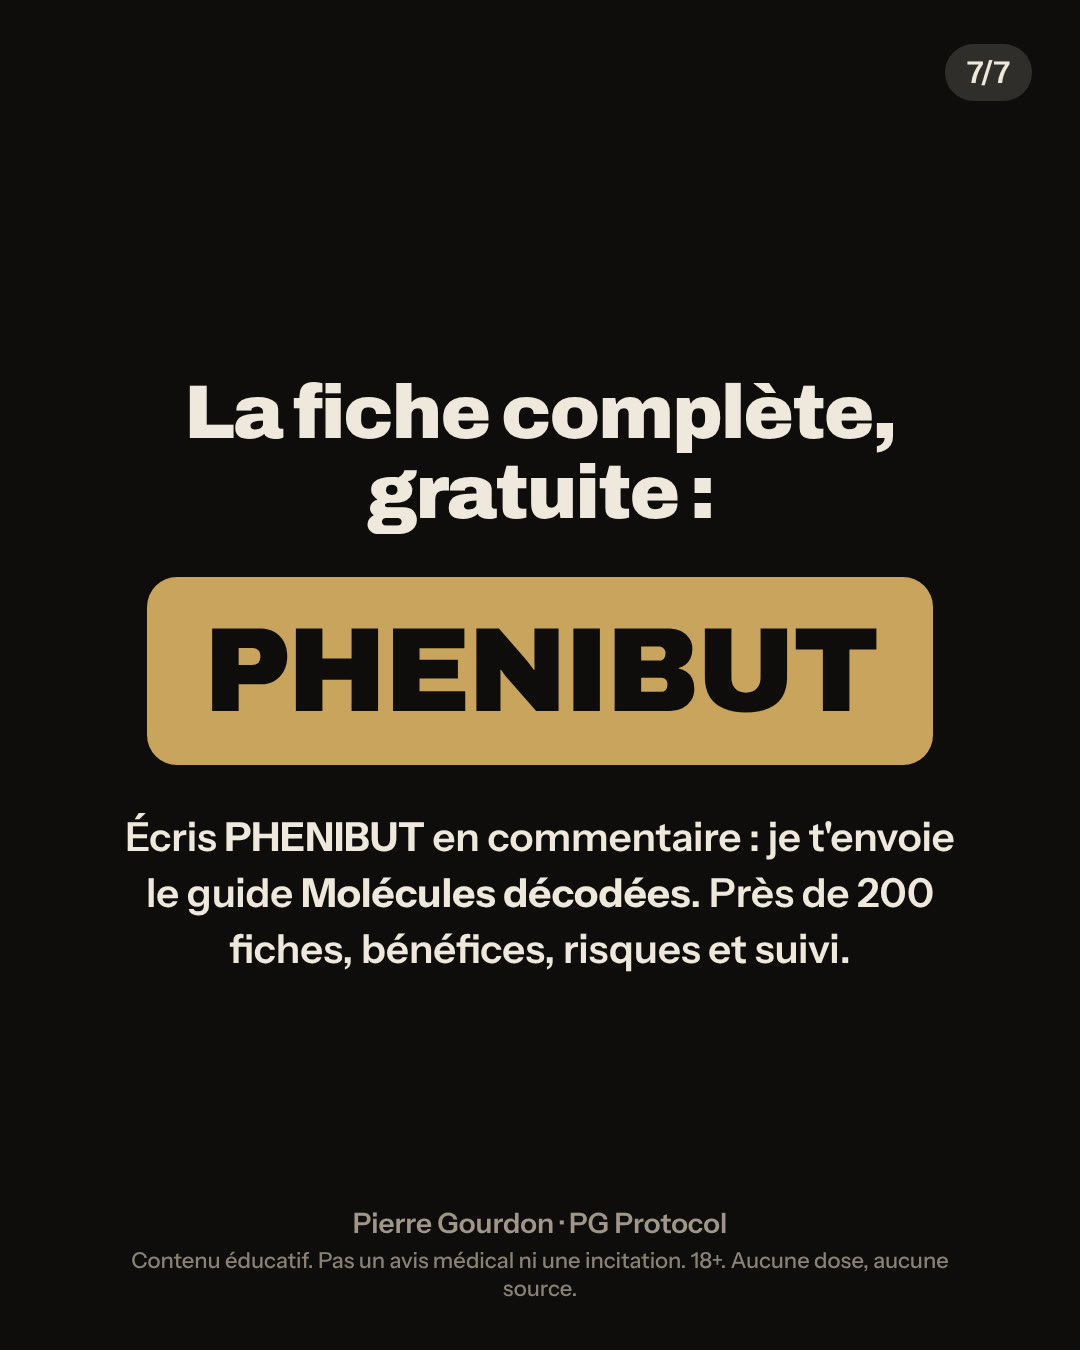 7/7
La fiche complète,
gratuite :
PHENIBUT
Écris PHENIBUT en commentaire : je t'envoie
le guide Molécules décodées. Près de 200
fiches, bénéfices, risques et suivi.
Pierre Gourdon · PG Protocol
Contenu éducatif. Pas un avis médical ni une incitation. 18+. Aucune dose, aucune
source.